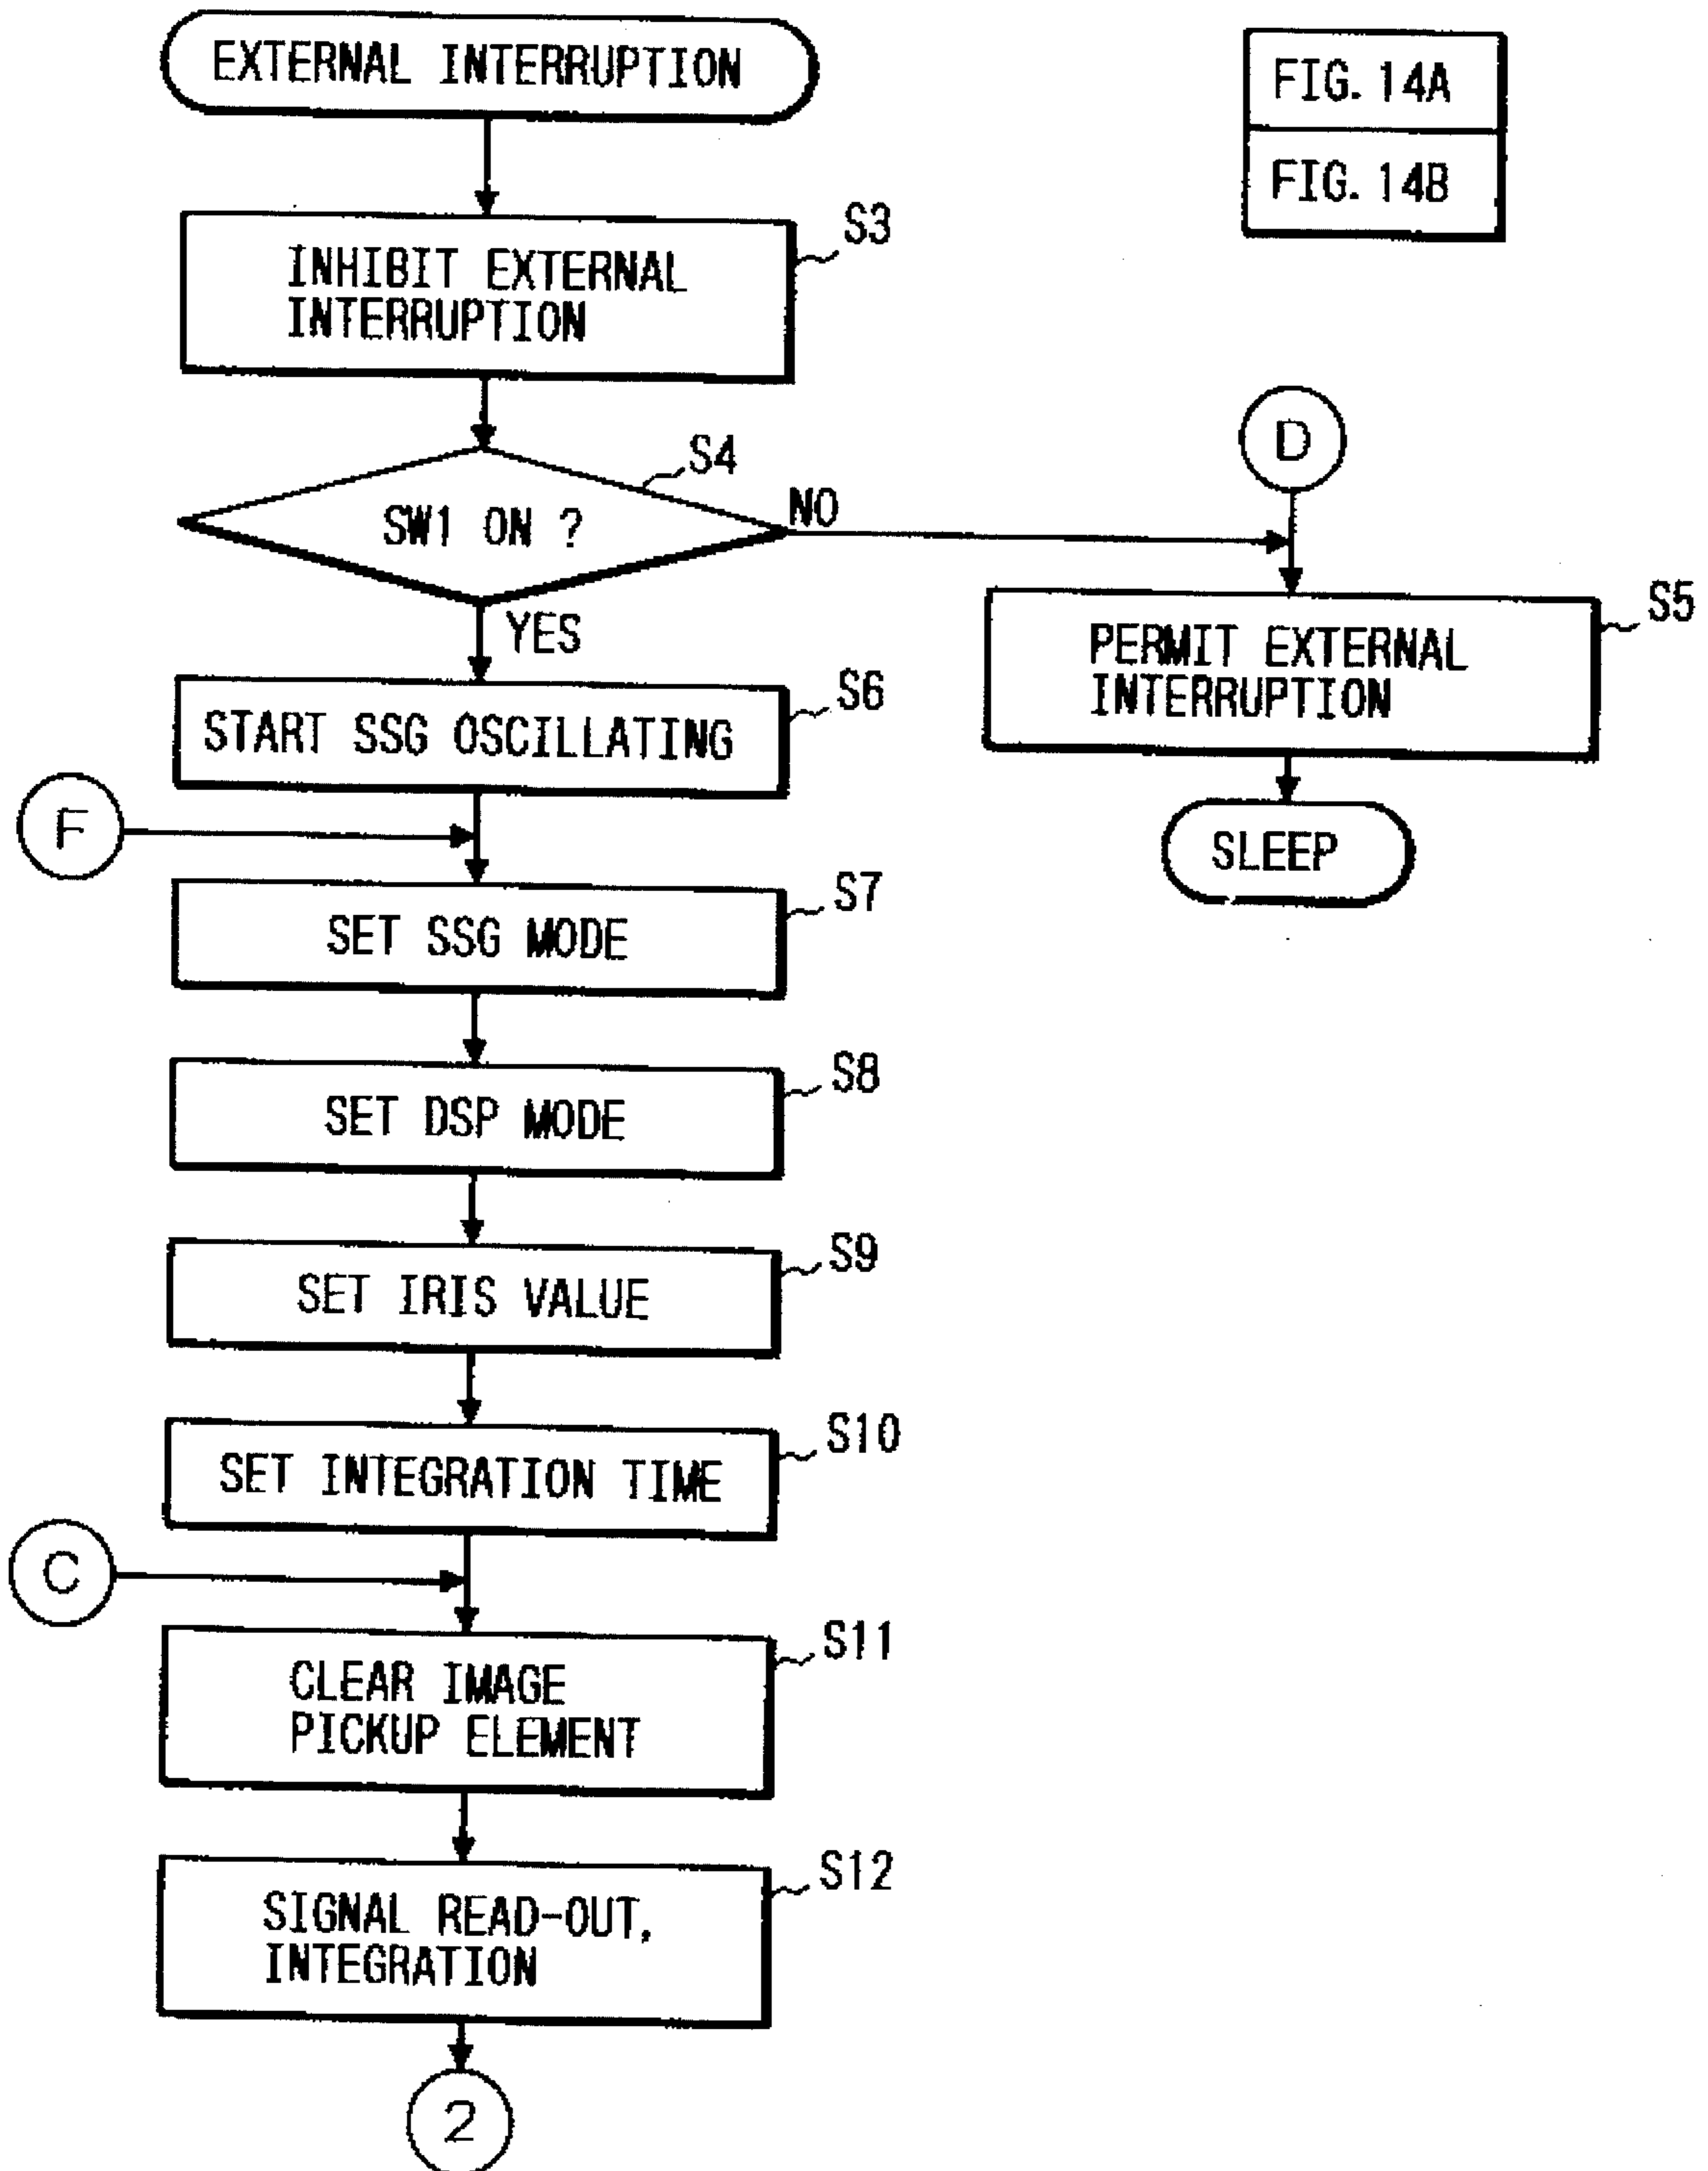 EXTERNAL INTERRUPTION
FIG. 14A
FIG. 14B
S3
INHIBIT EXTERNAL
INTERRUPTION
D
S4
SW1 ON ?
NO
YES
S5
PERMIT EXTERNAL
INTERRUPTION
SLEEP
S6
START SSG OSCILLATING
F
S7
SET SSG MODE
S8
SET DSP MODE
S9
SET IRIS VALUE
S10
SET INTEGRATION TIME
C
S11
CLEAR IMAGE
PICKUP ELEMENT
S12
SIGNAL READ-OUT,
INTEGRATION
2